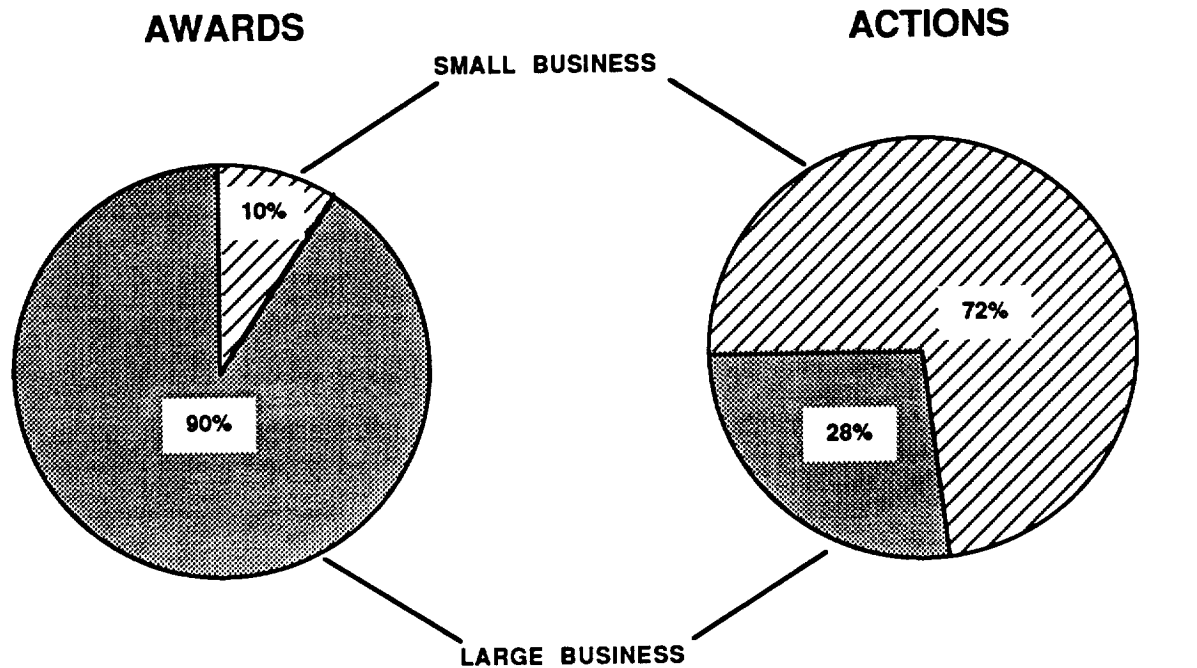 AWARDS
ACTIONS
SMALL BUSINESS
10%
72%
90%
28%
LARGE BUSINESS